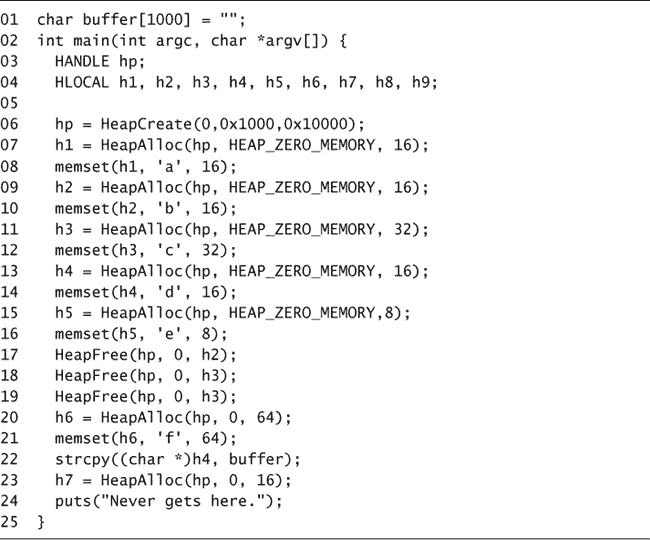 01 char buffer[1000] = "";
02 int main(int argc, char *argv[]) {
03   HANDLE hp;
04   HLOCAL h1, h2, h3, h4, h5, h6, h7, h8, h9;
05
06   hp = HeapCreate(0,0x1000,0x10000);
07   h1 = HeapAlloc(hp, HEAP_ZERO_MEMORY, 16);
08   memset(h1, 'a', 16);
09   h2 = HeapAlloc(hp, HEAP_ZERO_MEMORY, 16);
10   memset(h2, 'b', 16);
11   h3 = HeapAlloc(hp, HEAP_ZERO_MEMORY, 32);
12   memset(h3, 'c', 32);
13   h4 = HeapAlloc(hp, HEAP_ZERO_MEMORY, 16);
14   memset(h4, 'd', 16);
15   h5 = HeapAlloc(hp, HEAP_ZERO_MEMORY,8);
16   memset(h5, 'e', 8);
17   HeapFree(hp, 0, h2);
18   HeapFree(hp, 0, h3);
19   HeapFree(hp, 0, h3);
20   h6 = HeapAlloc(hp, 0, 64);
21   memset(h6, 'f', 64);
22   strcpy((char *)h4, buffer);
23   h7 = HeapAlloc(hp, 0, 16);
24   puts("Never gets here.");
25 }